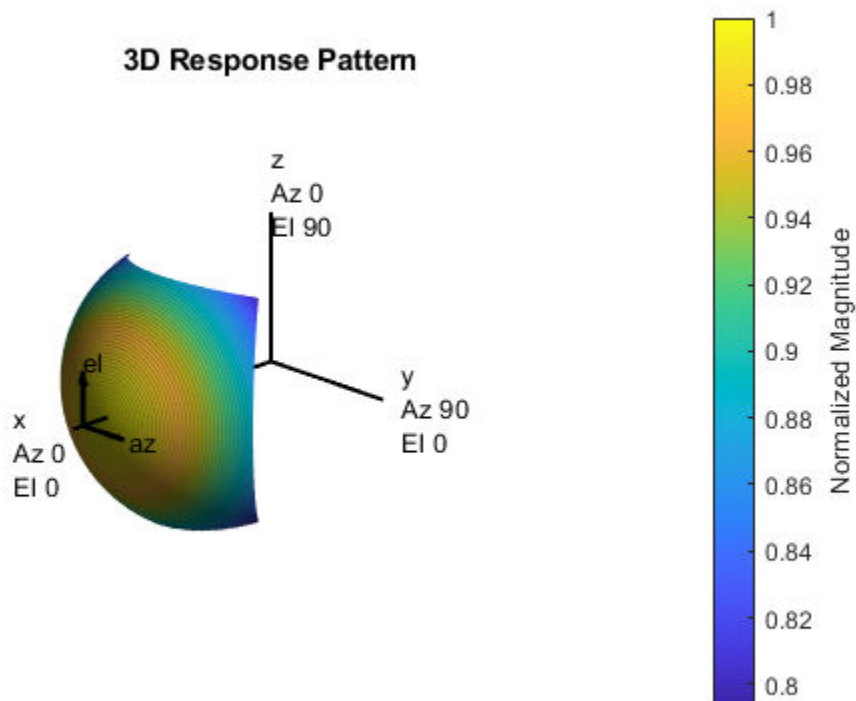 3D Response Pattern
z
Az 0
El 90
el
az
x
Az 0
El 0
y
Az 90
El 0
1
0.98
0.96
0.94
0.92
0.9
0.88
0.86
0.84
0.82
0.8
Normalized Magnitude